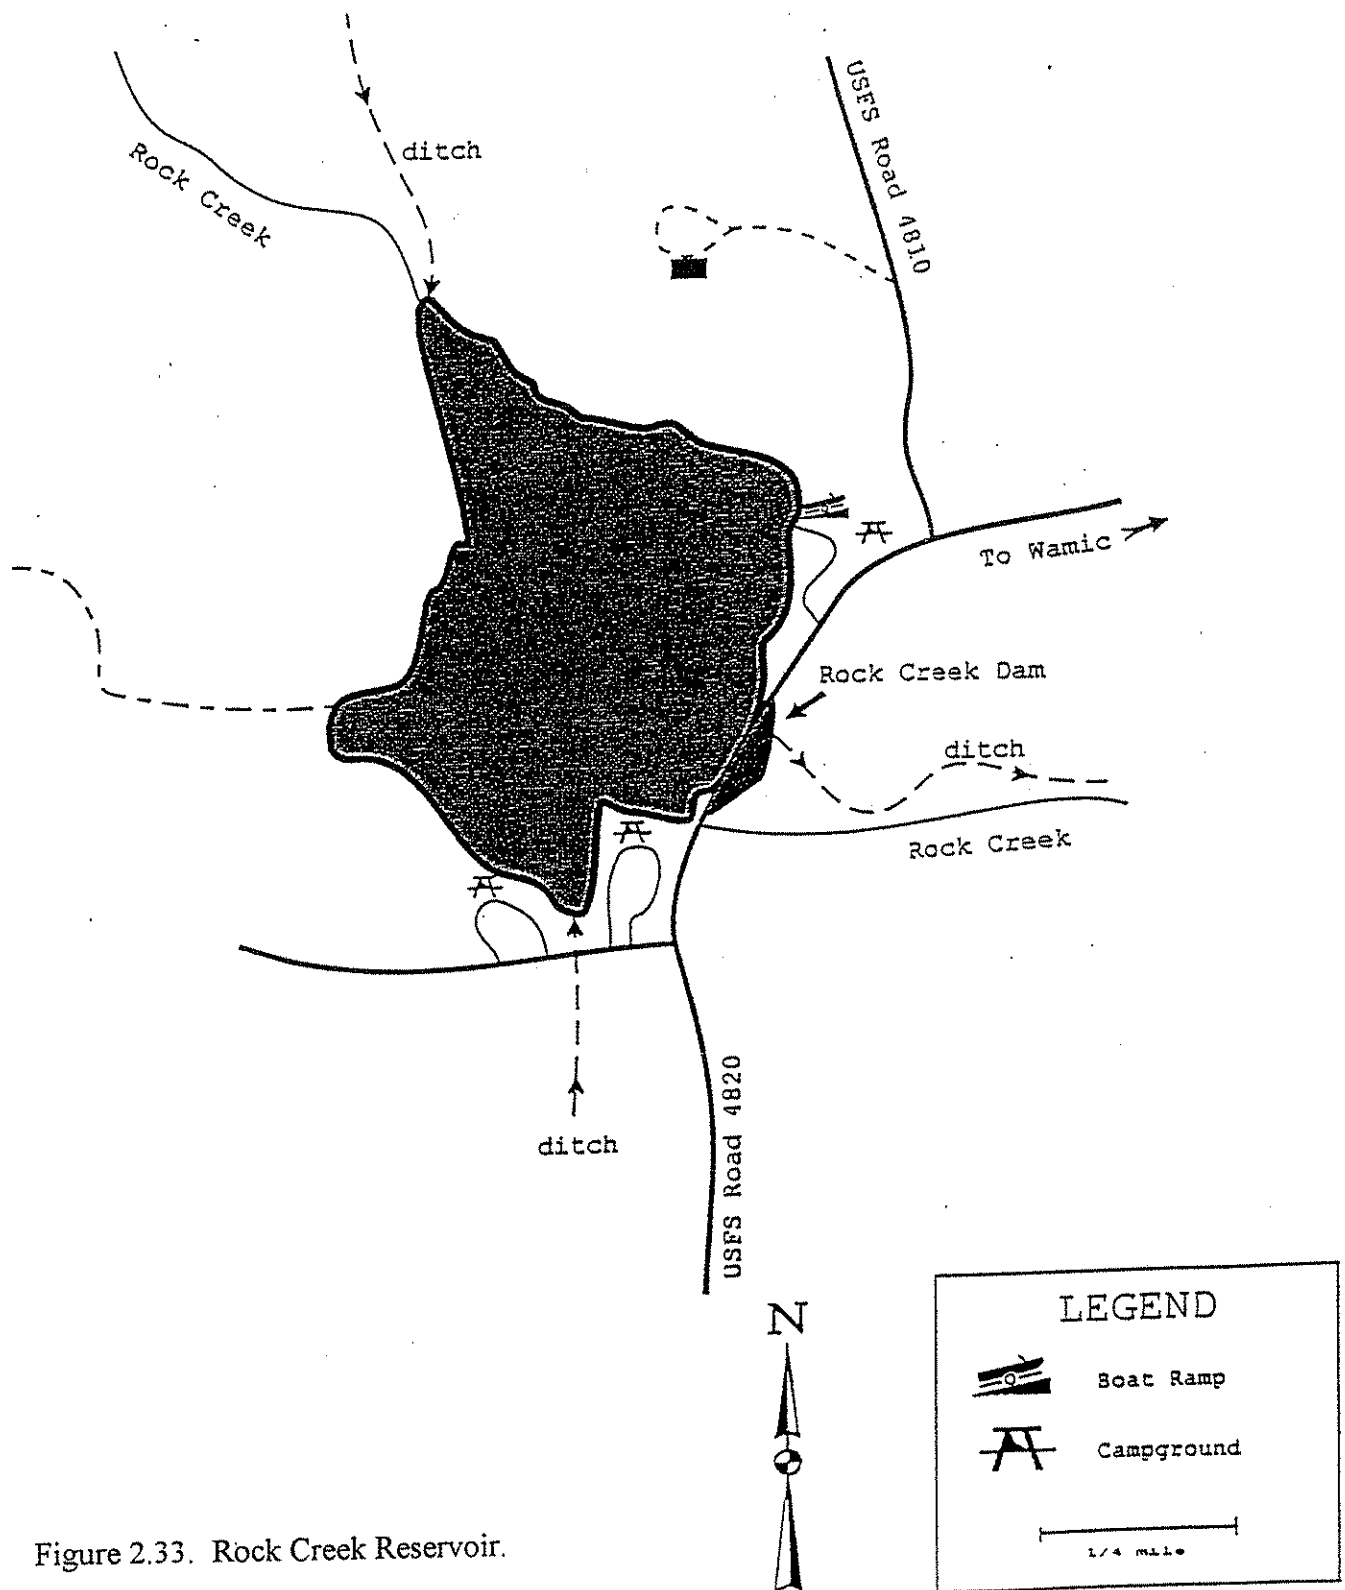 ditch
Rock Creek
USFS Road 4810
To Wamic
Rock Creek Dam
ditch
Rock Creek
ditch
USFS Road 4820
N
LEGEND
Boat Ramp
Campground
1/4 mile
Figure 2.33. Rock Creek Reservoir.